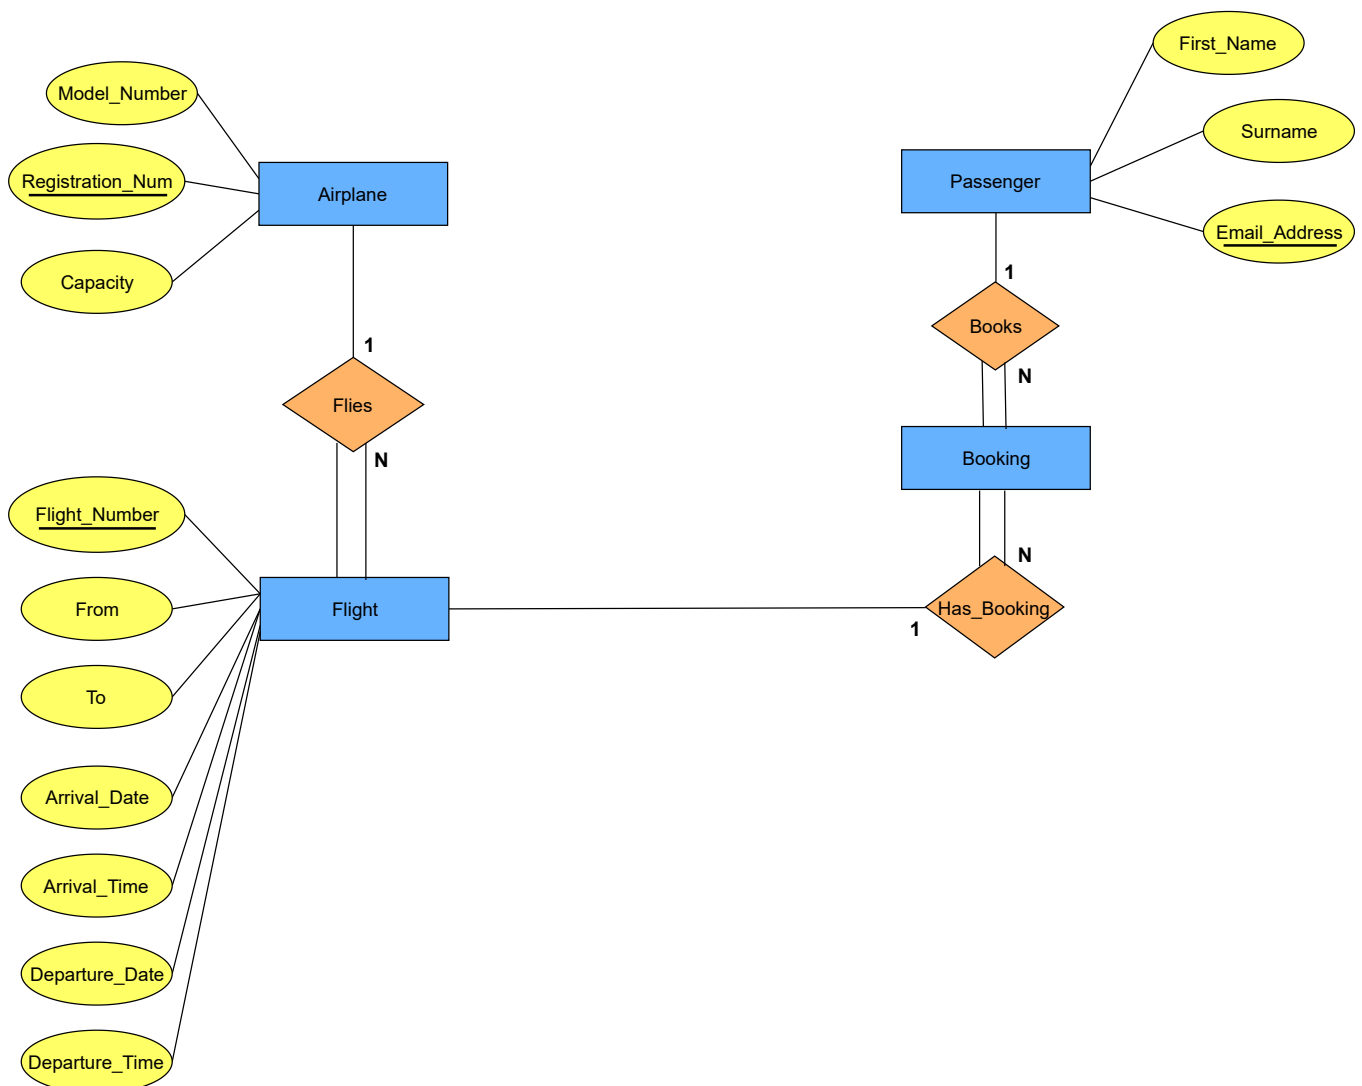 First_Name
Model_Number
Surname
Registration_Num
Airplane
Passenger
Email_Address
Capacity
1
Books
1
N
Flies
N
Booking
Flight_Number
N
From
Flight
Has_Booking
1
To
Arrival_Date
Arrival_Time
Departure_Date
Departure_Time